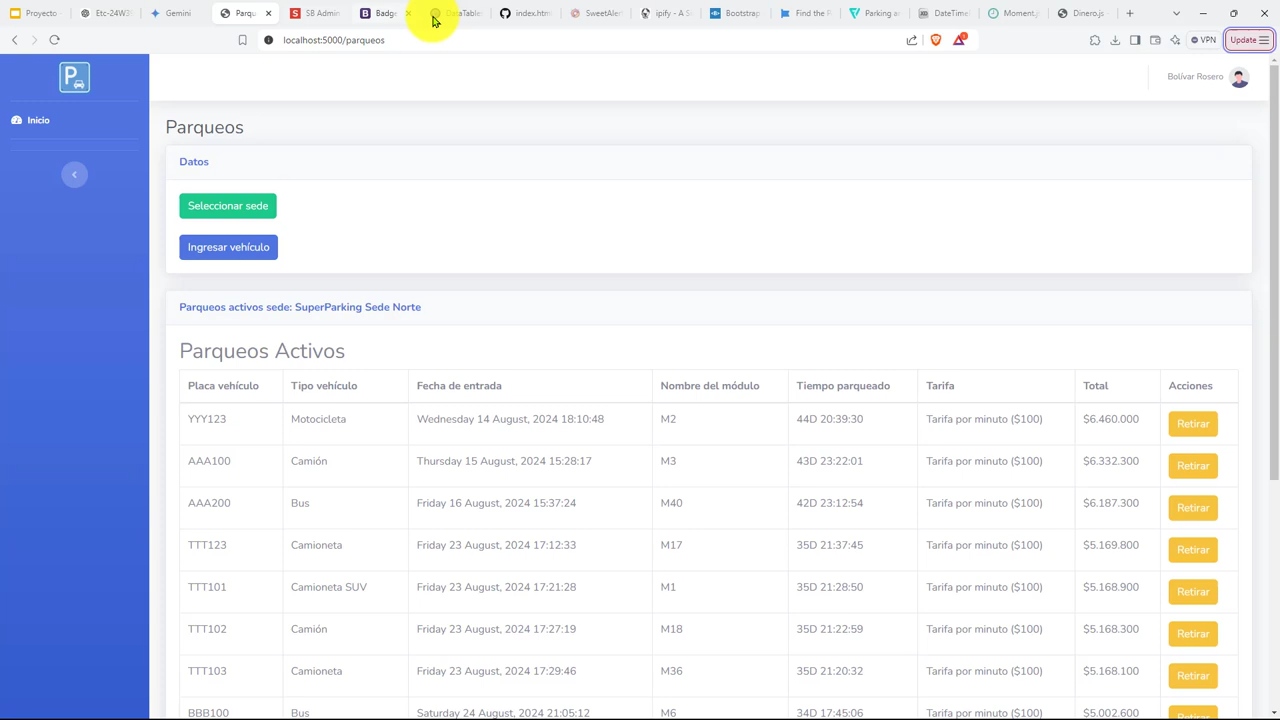 Proyecto
Etc-24W3
Gemini
Parqu
SB Admin
Badge
DataTable
index.htm
SweetAler
ipify - A S
Bootstrap
Find the P
Parking ar
DateTime
Moment.j
Dinero.js
localhost:5000/parqueos
VPN
Update
P
Inicio
Bolívar Rosero
Parqueos
Datos
Seleccionar sede
Ingresar vehículo
Parqueos activos sede: SuperParking Sede Norte
Parqueos Activos
Placa vehículo Tipo vehículo Fecha de entrada Nombre del módulo Tiempo parqueado Tarifa Total Acciones
YYY123 Motocicleta Wednesday 14 August, 2024 18:10:48 M2 44D 20:39:30 Tarifa por minuto ($100) $6.460.000 Retirar
AAA100 Camión Thursday 15 August, 2024 15:28:17 M3 43D 23:22:01 Tarifa por minuto ($100) $6.332.300 Retirar
AAA200 Bus Friday 16 August, 2024 15:37:24 M40 42D 23:12:54 Tarifa por minuto ($100) $6.187.300 Retirar
TTT123 Camioneta Friday 23 August, 2024 17:12:33 M17 35D 21:37:45 Tarifa por minuto ($100) $5.169.800 Retirar
TTT101 Camioneta SUV Friday 23 August, 2024 17:21:28 M1 35D 21:28:50 Tarifa por minuto ($100) $5.168.900 Retirar
TTT102 Camión Friday 23 August, 2024 17:27:19 M18 35D 21:22:59 Tarifa por minuto ($100) $5.168.300 Retirar
TTT103 Camioneta Friday 23 August, 2024 17:29:46 M36 35D 21:20:32 Tarifa por minuto ($100) $5.168.100 Retirar
BBB100 Bus Saturday 24 August, 2024 21:05:12 M6 34D 17:45:06 Tarifa por minuto ($100) $5.002.600 Retirar